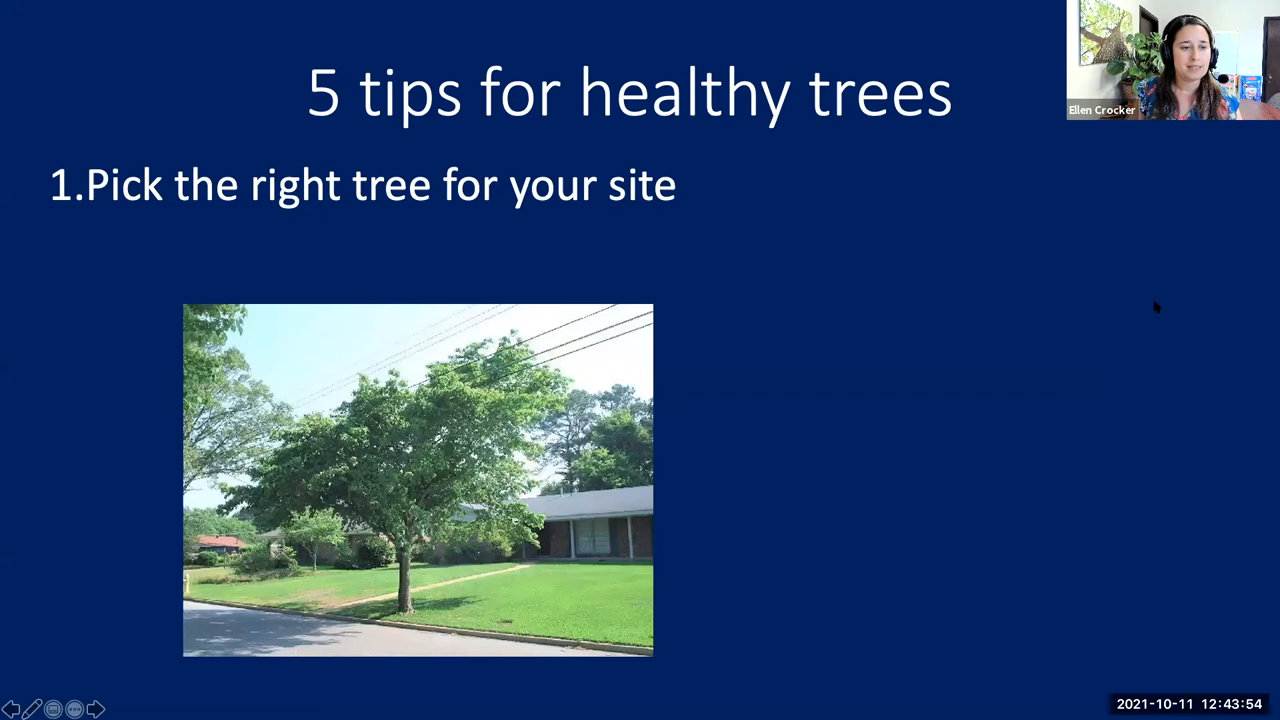 5 tips for healthy trees
Ellen Crocker
1.Pick the right tree for your site
2021-10-11 12:43:54